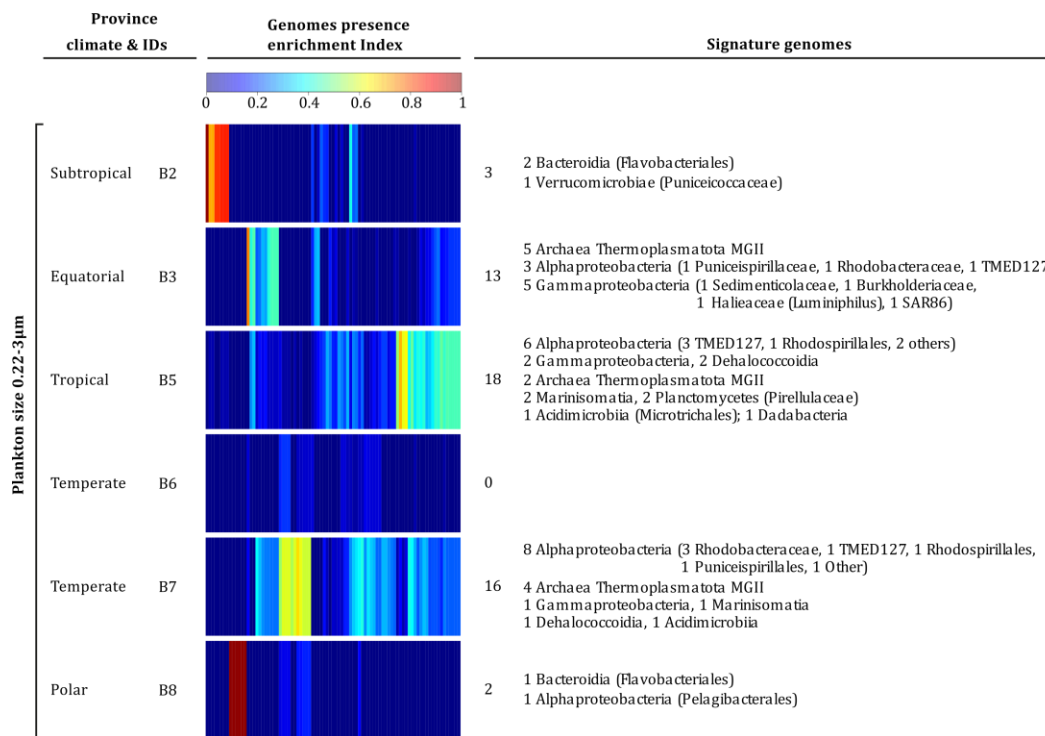 Province
climate & IDs
Genomes presence
enrichment Index
Signature genomes
0 0.2 0.4 0.6 0.8 1
Plankton size 0.22-3µm
Subtropical B2 3
2 Bacteroidia (Flavobacteriales)
1 Verrucomicrobiae (Puniceicoccaceae)
Equatorial B3 13
5 Archaea Thermoplasmatota MGII
3 Alphaproteobacteria (1 Puniceispirillaceae, 1 Rhodobacteraceae, 1 TMED127
5 Gammaproteobacteria (1 Sedimenticolaceae, 1 Burkholderiaceae,
1 Halieaceae (Luminiphilus), 1 SAR86)
Tropical B5 18
6 Alphaproteobacteria (3 TMED127, 1 Rhodospirillales, 2 others)
2 Gammaproteobacteria, 2 Dehalococcoidia
2 Archaea Thermoplasmatota MGII
2 Marinisomatia, 2 Planctomycetes (Pirellulaceae)
1 Acidimicrobiia (Microtrichales); 1 Dadabacteria
Temperate B6 0
Temperate B7 16
8 Alphaproteobacteria (3 Rhodobacteraceae, 1 TMED127, 1 Rhodospirillales,
1 Puniceispirillales, 1 Other)
4 Archaea Thermoplasmatota MGII
1 Gammaproteobacteria, 1 Marinisomatia
1 Dehalococcoidia, 1 Acidimicrobiia
Polar B8 2
1 Bacteroidia (Flavobacteriales)
1 Alphaproteobacteria (Pelagibacterales)